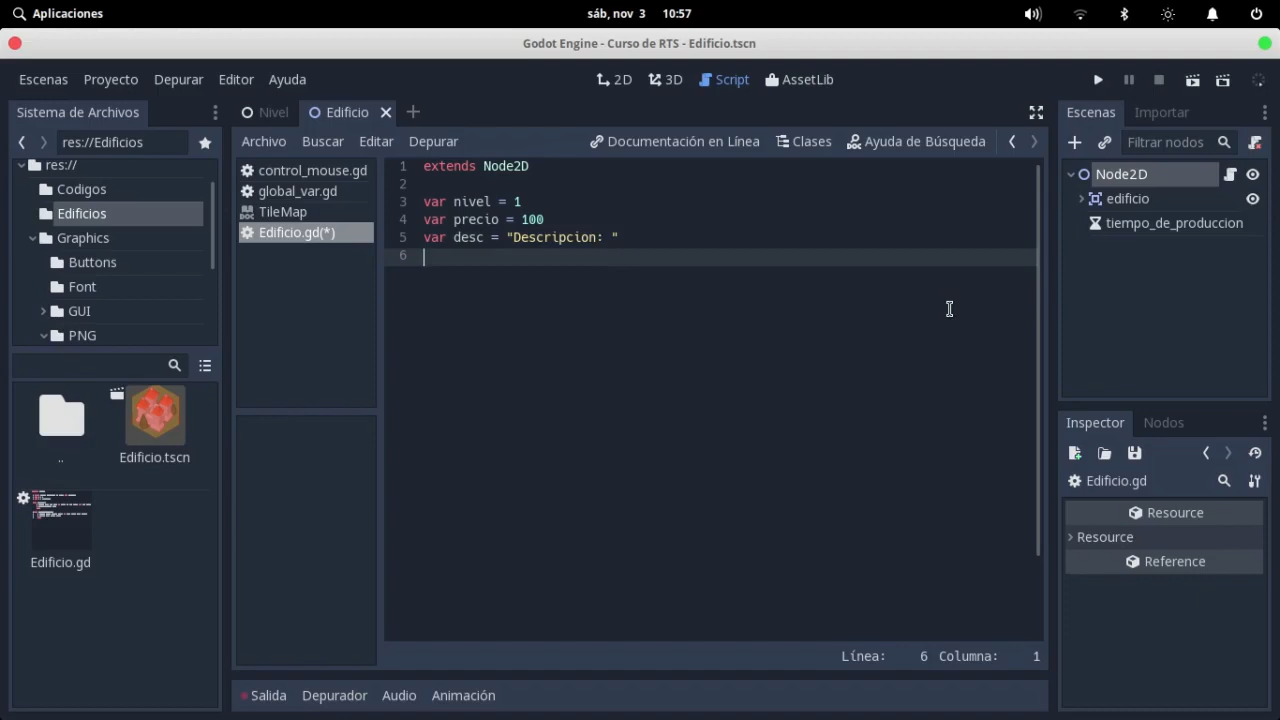 Aplicaciones
sáb, nov 3 10:57
Godot Engine - Curso de RTS - Edificio.tscn
Escenas Proyecto Depurar Editor Ayuda
2D 3D Script AssetLib
Sistema de Archivos
Nivel Edificio
Escenas Importar
res://Edificios
Archivo Buscar Editar Depurar
Documentación en Línea Clases Ayuda de Búsqueda
Filtrar nodos
res://
Codigos
Edificios
Graphics
Buttons
Font
GUI
PNG
..
Edificio.tscn
Edificio.gd
control_mouse.gd
global_var.gd
TileMap
Edificio.gd(*)
1 extends Node2D
2
3 var nivel = 1
4 var precio = 100
5 var desc = "Descripcion: "
6
Línea: 6 Columna: 1
Salida Depurador Audio Animación
Node2D
edificio
tiempo_de_produccion
Inspector Nodos
Edificio.gd
Resource
Resource
Reference